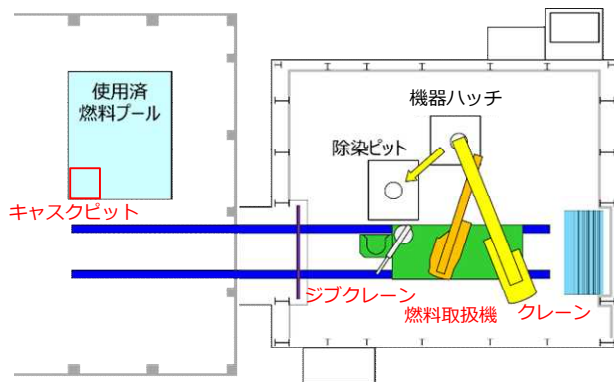 使用済
燃料プール
機器ハッチ
除染ピット
キャスクピット
ジブクレーン
燃料取扱機
クレーン